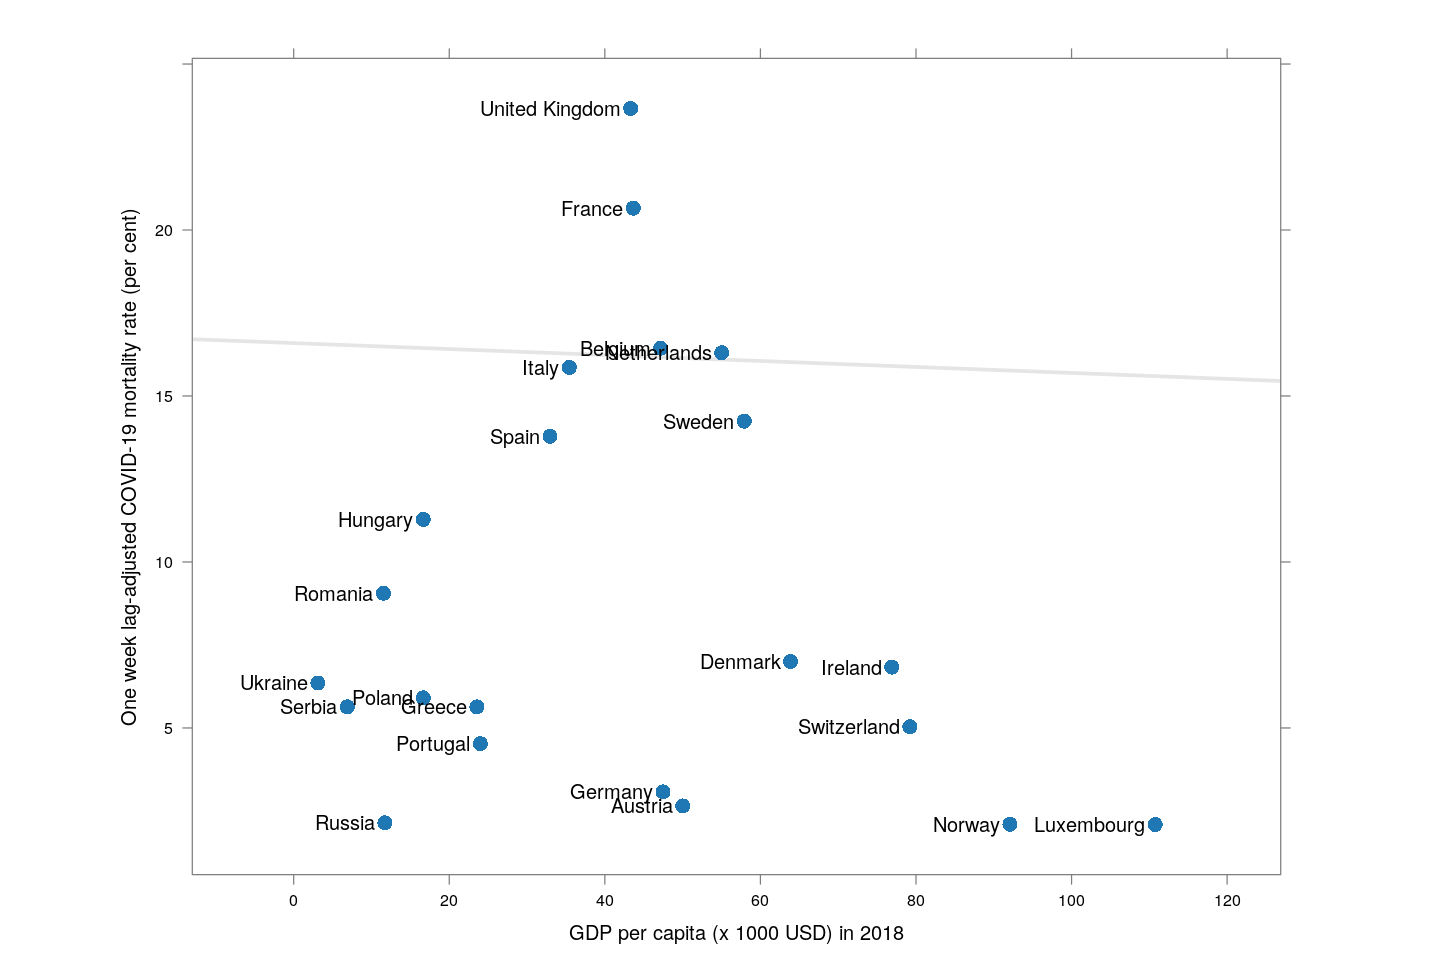 United Kingdom
France
Belgium
Netherlands
Italy
Sweden
Spain
Hungary
Romania
Denmark
Ireland
Ukraine
Poland
Serbia
Greece
Switzerland
Portugal
Germany
Austria
Russia
Norway
Luxembourg
20
15
10
5
0
20
40
60
80
100
120
One week lag-adjusted COVID-19 mortality rate (per cent)
GDP per capita (x 1000 USD) in 2018